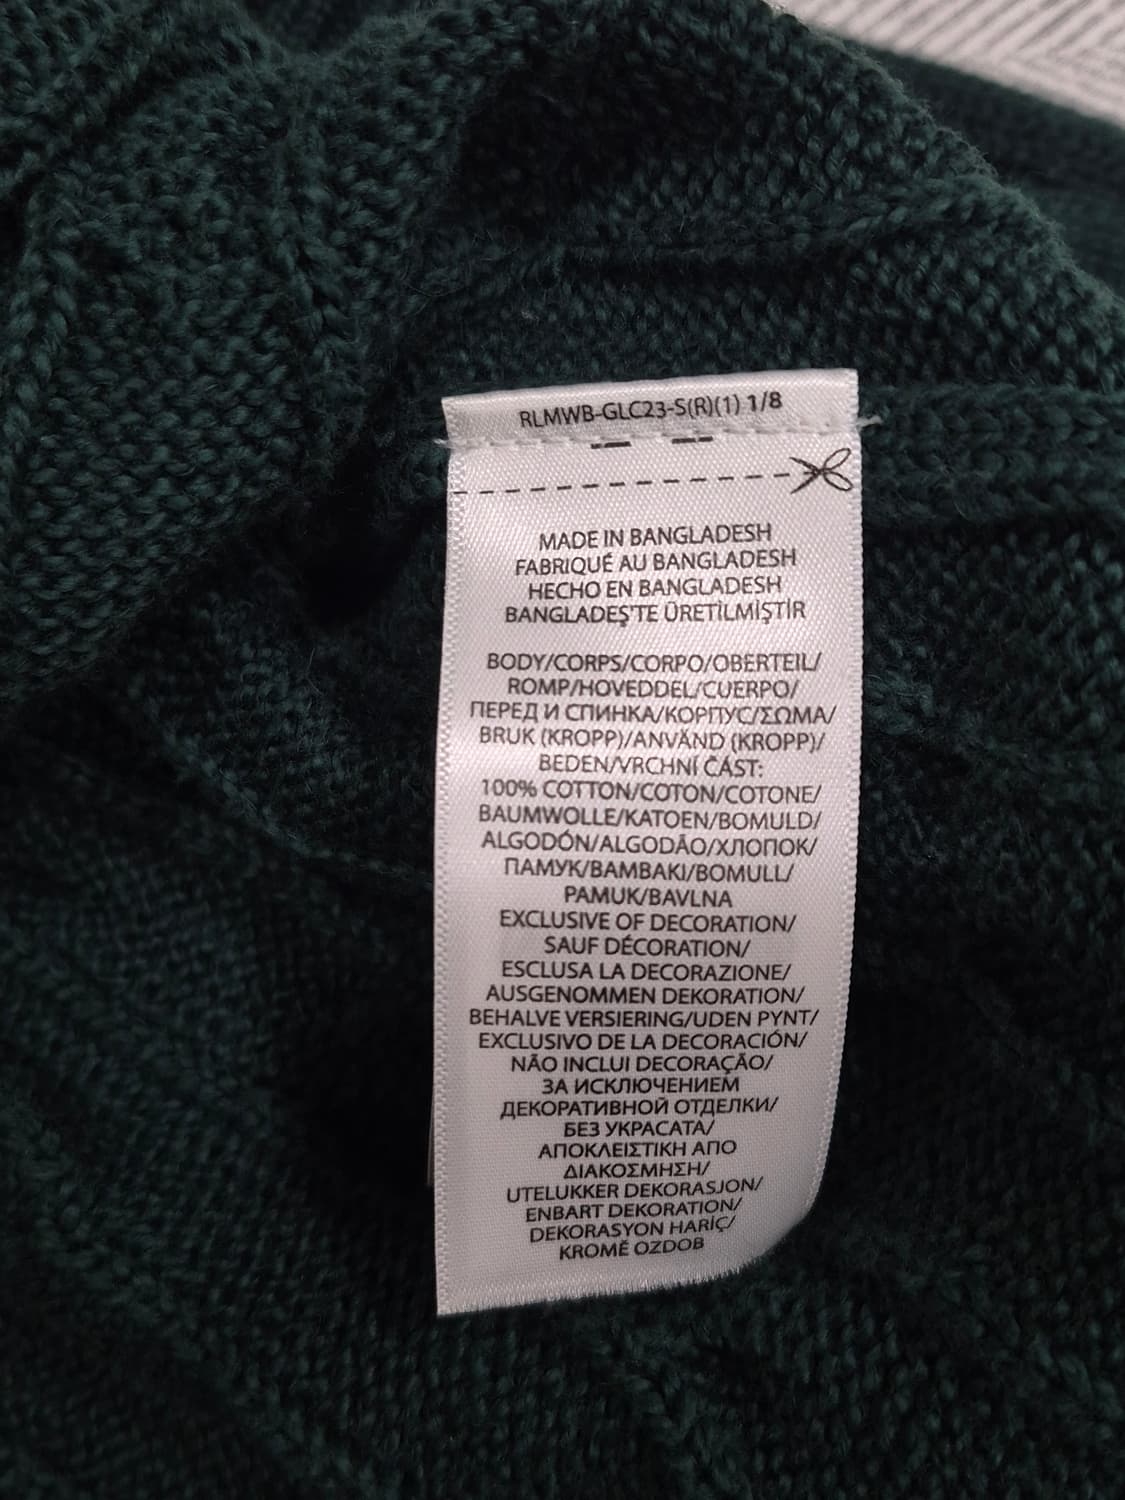 RLMWB-GLC23-S(R)(1) 1/8
MADE IN BANGLADESH
FABRIQUÉ AU BANGLADESH
HECHO EN BANGLADESH
BANGLADEŞ'TE ÜRETİLMİŞTİR
BODY/CORPS/CORPO/OBERTEIL/
ROMP/HOVEDDEL/CUERPO/
ПЕРЕД И СПИНКА/КОРПУС/ΣΩΜΑ/
BRUK (KROPP)/ANVÄND (KROPP)/
BEDEN/VRCHNÍ ČÁST:
100% COTTON/COTON/COTONE/
BAUMWOLLE/KATOEN/BOMULD/
ALGODÓN/ALGODÃO/ХЛОПОК/
ПАМУК/ΒΑΜΒΑΚΙ/BOMULL/
PAMUK/BAVLNA
EXCLUSIVE OF DECORATION/
SAUF DÉCORATION/
ESCLUSA LA DECORAZIONE/
AUSGENOMMEN DEKORATION/
BEHALVE VERSIERING/UDEN PYNT/
EXCLUSIVO DE LA DECORACIÓN/
NÃO INCLUI DECORAÇÃO/
ЗА ИСКЛЮЧЕНИЕМ
ДЕКОРАТИВНОЙ ОТДЕЛКИ/
БЕЗ УКРАСАТА/
ΑΠΟΚΛΕΙΣΤΙΚΗ ΑΠΟ
ΔΙΑΚΟΣΜΗΣΗ/
UTELUKKER DEKORASJON/
ENBART DEKORATION/
DEKORASYON HARİÇ/
KROMĚ OZDOB